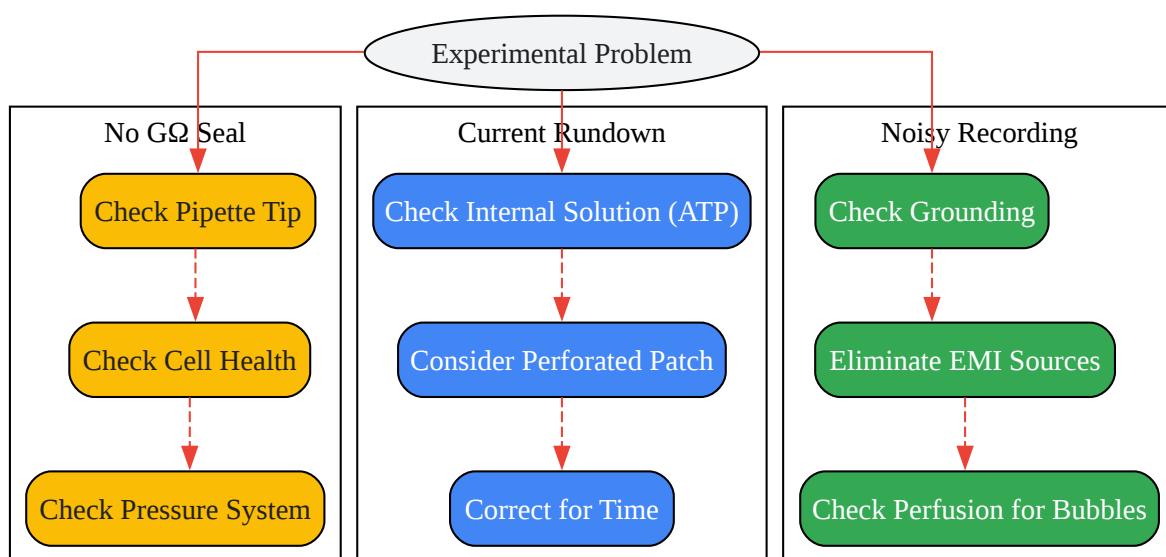 Experimental Problem
No GΩ Seal
Check Pipette Tip
Check Cell Health
Check Pressure System
Current Rundown
Check Internal Solution (ATP)
Consider Perforated Patch
Correct for Time
Noisy Recording
Check Grounding
Eliminate EMI Sources
Check Perfusion for Bubbles